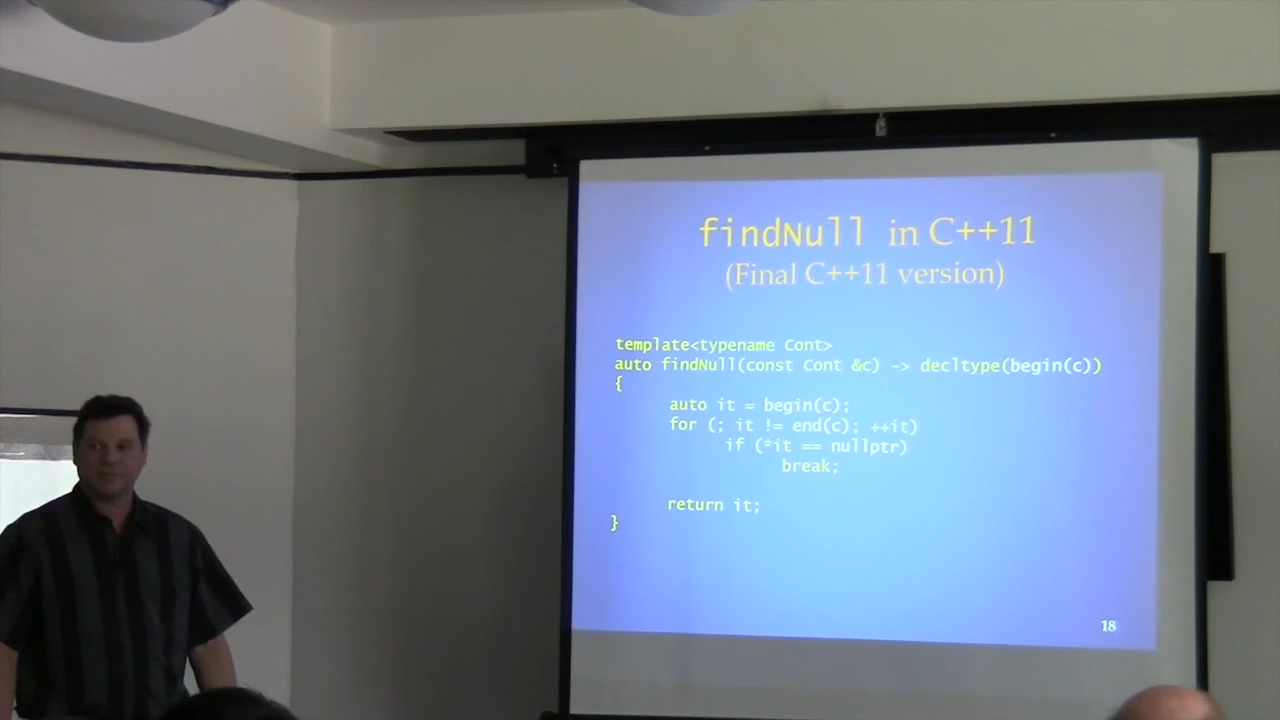 findNull in C++11
(Final C++11 version)
template<typename Cont>
auto findNull(const Cont &c) -> decltype(begin(c))
{
auto it = begin(c);
for (; it != end(c); ++it)
if (*it == nullptr)
break;
return it;
}
18